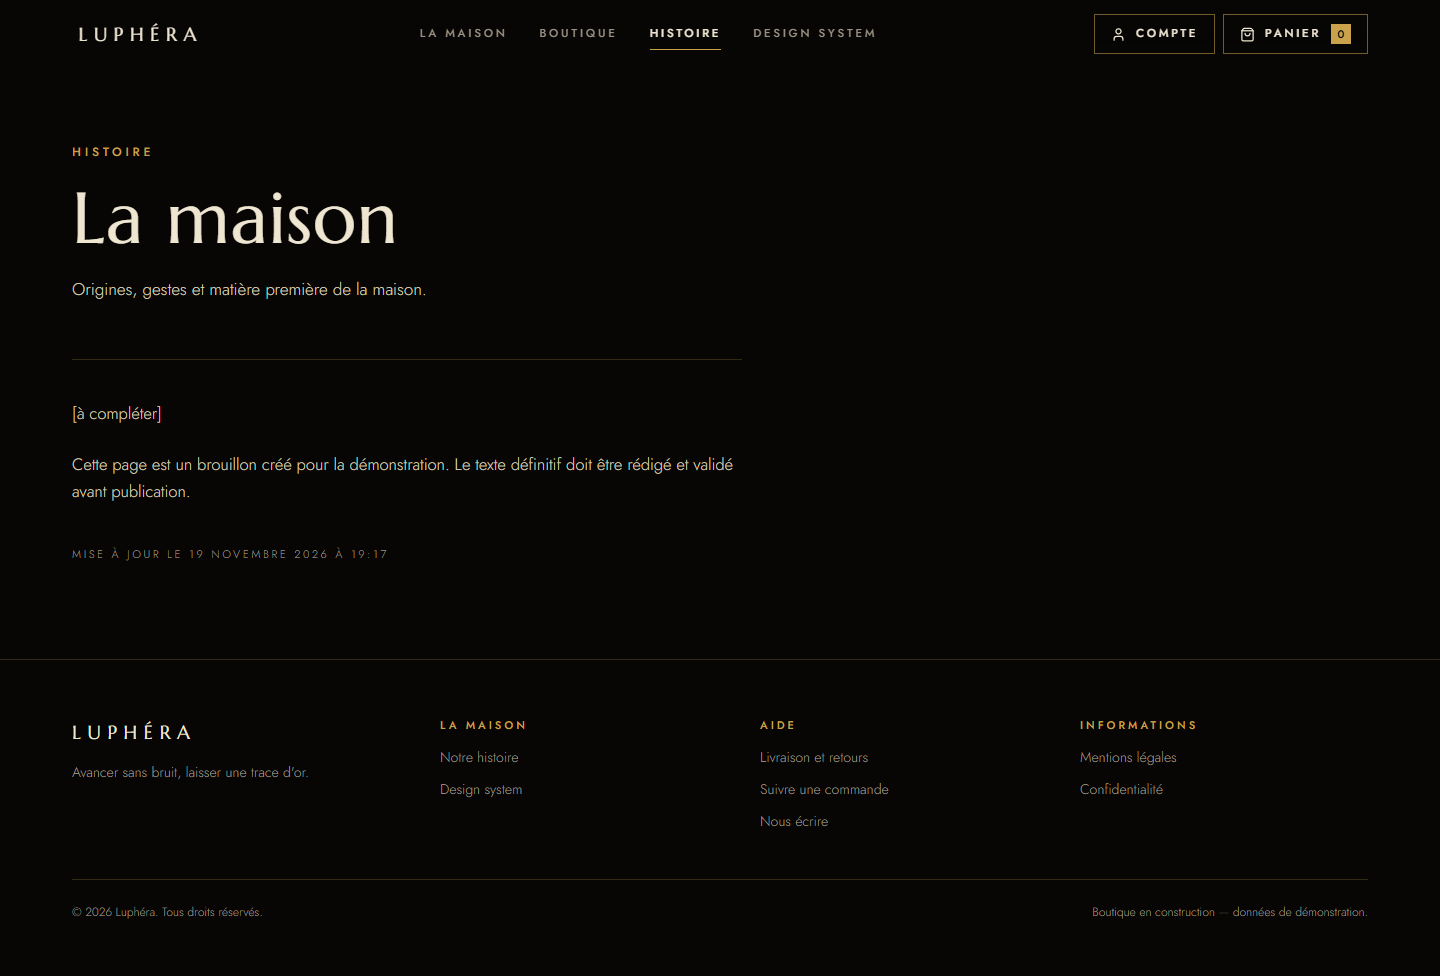 LUPHÉRA
LA MAISON
BOUTIQUE
HISTOIRE
DESIGN SYSTEM
COMPTE
PANIER 0
HISTOIRE
La maison
Origines, gestes et matière première de la maison.
[à compléter]
Cette page est un brouillon créé pour la démonstration. Le texte définitif doit être rédigé et validé
avant publication.
MISE À JOUR LE 19 NOVEMBRE 2026 À 19:17
LUPHÉRA
Avancer sans bruit, laisser une trace d'or.
LA MAISON
Notre histoire
Design system
AIDE
Livraison et retours
Suivre une commande
Nous écrire
INFORMATIONS
Mentions légales
Confidentialité
© 2026 Luphéra. Tous droits réservés.
Boutique en construction — données de démonstration.